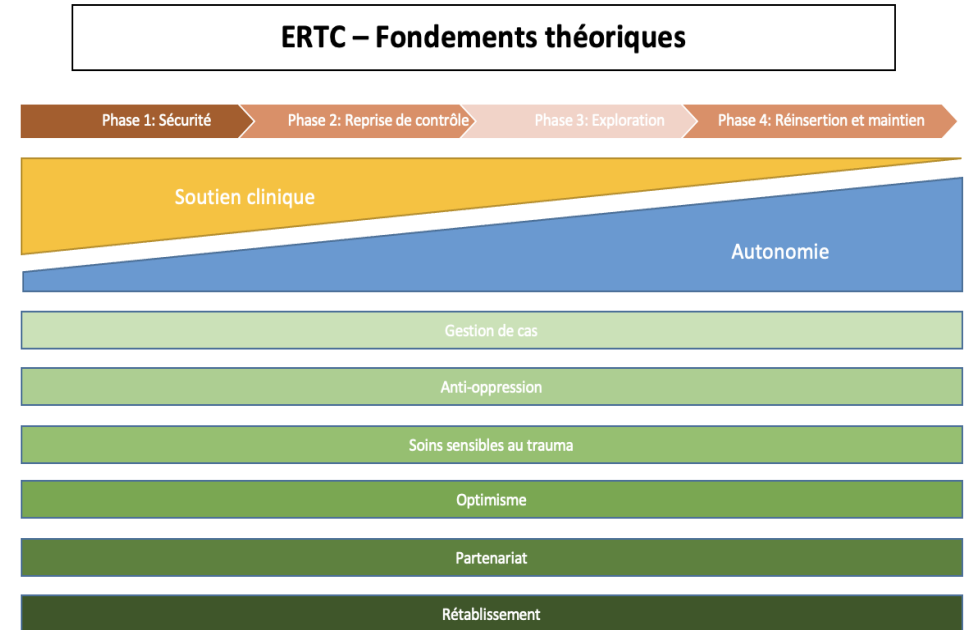 ERTC – Fondements théoriques
Phase 1: Sécurité
Phase 2: Reprise de contrôle
Phase 3: Exploration
Phase 4: Réinsertion et maintien
Soutien clinique
Autonomie
Gestion de cas
Anti-oppression
Soins sensibles au trauma
Optimisme
Partenariat
Rétablissement